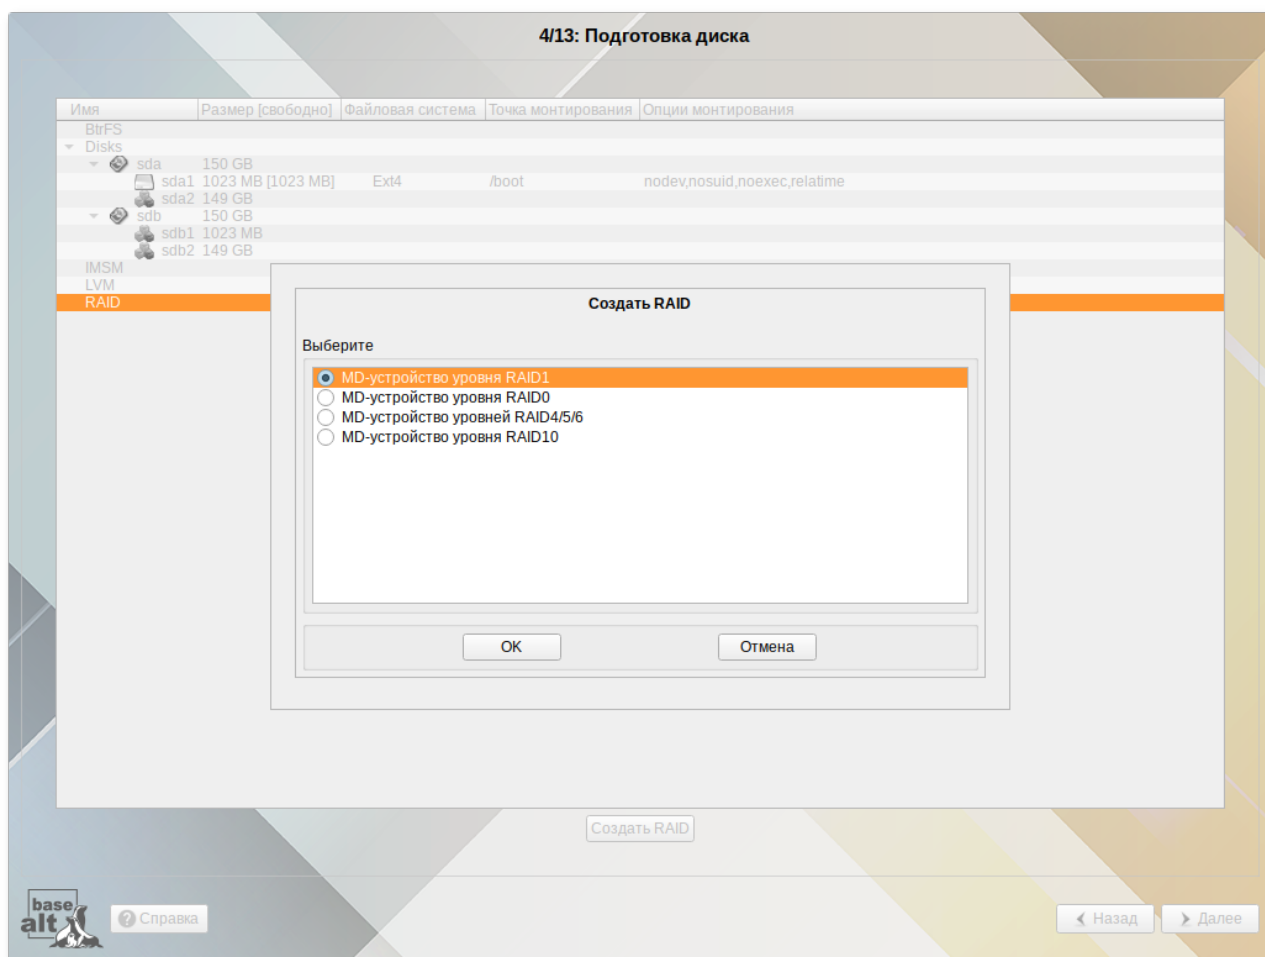 4/13: Подготовка диска
Имя Размер [свободно] Файловая система Точка монтирования Опции монтирования
BtrFS
Disks
sda 150 GB
sda1 1023 MB [1023 MB] Ext4 /boot nodev,nosuid,noexec,relatime
sda2 149 GB
sdb 150 GB
sdb1 1023 MB
sdb2 149 GB
IMSM
LVM
RAID
Создать RAID
Выберите
MD-устройство уровня RAID1
MD-устройство уровня RAID0
MD-устройство уровней RAID4/5/6
MD-устройство уровня RAID10
OK Отмена
Создать RAID
base
alt
Справка Назад Далее